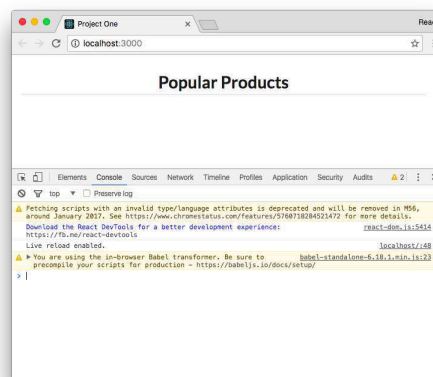 Project One
Reac
localhost:3000
Popular Products
Elements Console Sources Network Timeline Profiles Application Security Audits 2
top Preserve log
Fetching scripts with an invalid type/language attributes is deprecated and will be removed in M56,
around January 2017. See https://www.chromestatus.com/features/5760718284521472 for more details.
Download the React DevTools for a better development experience: react-dom.js:5414
https://fb.me/react-devtools
Live reload enabled. localhost/:48
You are using the in-browser Babel transformer. Be sure to babel-standalone-6.18.1.min.js:23
precompile your scripts for production - https://babeljs.io/docs/setup/